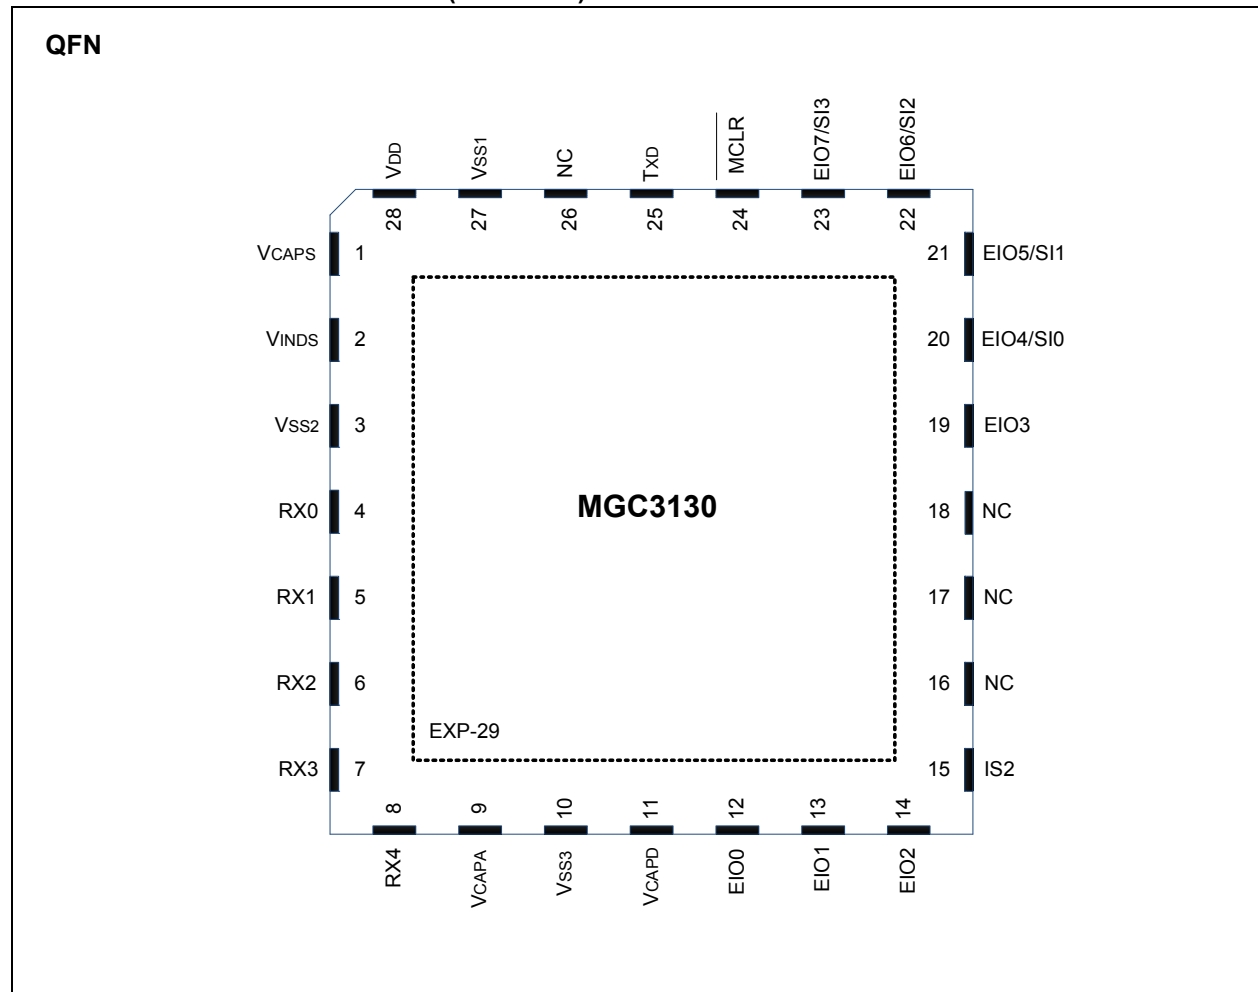 QFN
VDD
VSS1
NC
TXD
MCLR
EIO7/SI3
EIO6/SI2
28
27
26
25
24
23
22
VCAPS 1
21 EIO5/SI1
VINDS 2
20 EIO4/SI0
VSS2 3
19 EIO3
RX0 4
MGC3130
18 NC
RX1 5
17 NC
RX2 6
16 NC
EXP-29
RX3 7
15 IS2
8
9
10
11
12
13
14
RX4
VCAPA
VSS3
VCAPD
EIO0
EIO1
EIO2